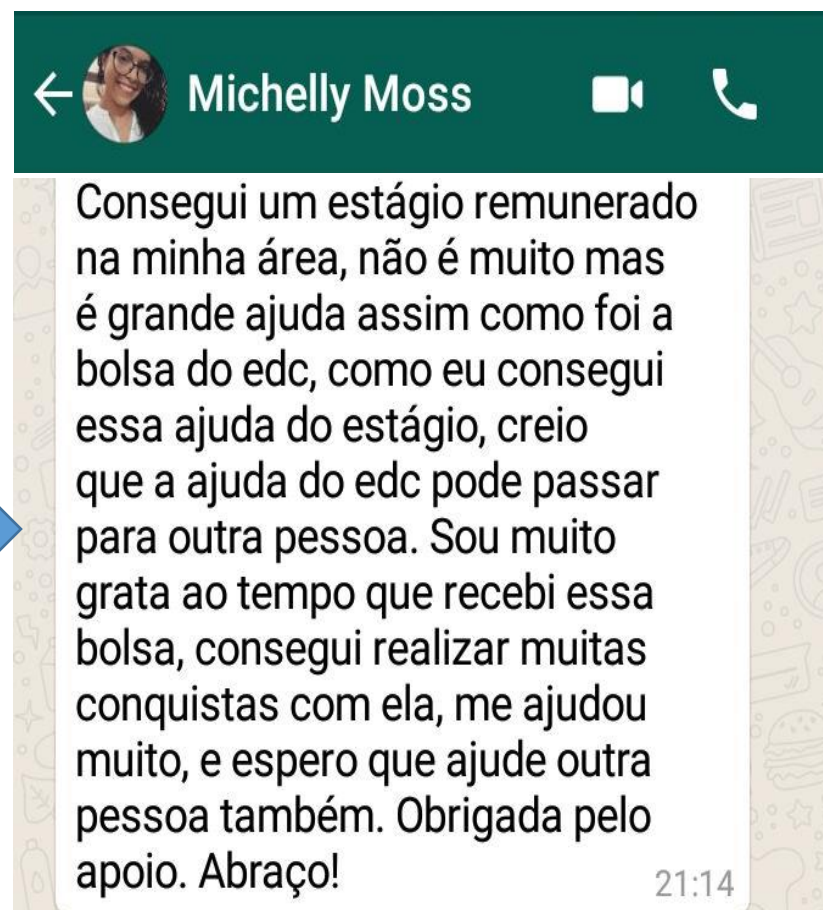 Michelly Moss
Consegui um estágio remunerado
na minha área, não é muito mas
é grande ajuda assim como foi a
bolsa do edc, como eu consegui
essa ajuda do estágio, creio
que a ajuda do edc pode passar
para outra pessoa. Sou muito
grata ao tempo que recebi essa
bolsa, consegui realizar muitas
conquistas com ela, me ajudou
muito, e espero que ajude outra
pessoa também. Obrigada pelo
apoio. Abraço!
21:14